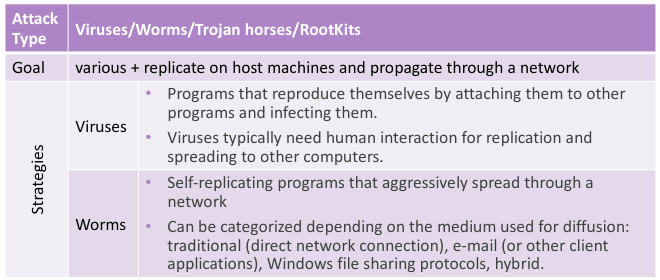 Attack
Type
Viruses/Worms/Trojan horses/RootKits
Goal
various + replicate on host machines and propagate through a network
Strategies
Viruses
• Programs that reproduce themselves by attaching them to other
programs and infecting them.
• Viruses typically need human interaction for replication and
spreading to other computers.
Worms
• Self-replicating programs that aggressively spread through a
network
• Can be categorized depending on the medium used for diffusion:
traditional (direct network connection), e-mail (or other client
applications), Windows file sharing protocols, hybrid.